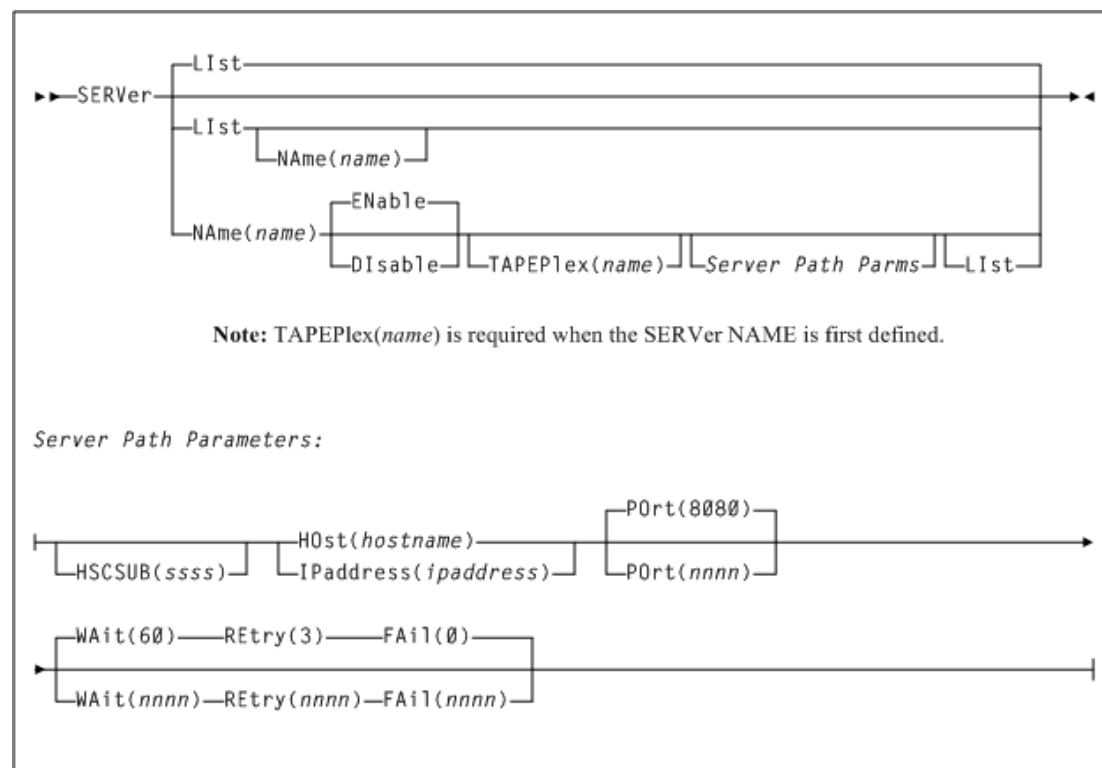 LIst
SERVer
LIst
NAme(name)
ENable
NAme(name)
DIsable TAPEPlex(name) Server Path Parms LIst
Note: TAPEPlex(name) is required when the SERVer NAME is first defined.
Server Path Parameters:
POrt(8080)
HOst(hostname)
HSCSUB(ssss) IPaddress(ipaddress) POrt(nnnn)
WAit(60) REtry(3) FAil(0)
WAit(nnnn) REtry(nnnn) FAil(nnnn)